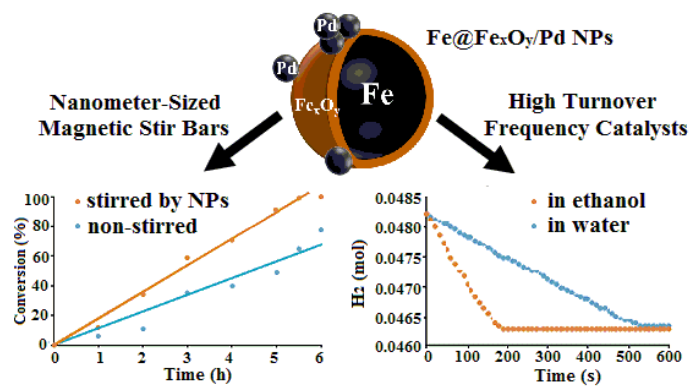 Pd
Fe@FexOy/Pd NPs
Pd
FexOy
Fe
Nanometer-Sized
Magnetic Stir Bars
High Turnover
Frequency Catalysts
100
80
60
40
20
0
Conversion (%)
stirred by NPs
non-stirred
0 1 2 3 4 5 6
Time (h)
0.0485
0.0480
0.0475
0.0470
0.0465
0.0460
H2 (mol)
in ethanol
in water
0 100 200 300 400 500 600
Time (s)